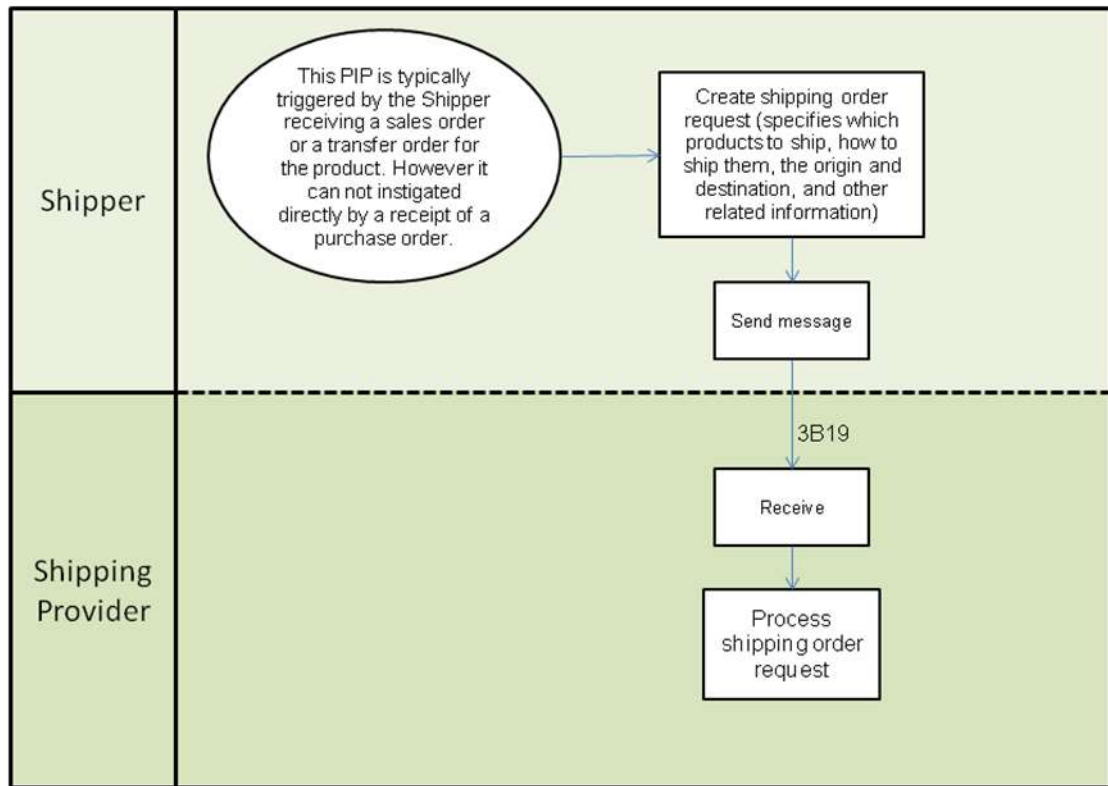 Shipper
This PIP is typically
triggered by the Shipper
receiving a sales order
or a transfer order for
the product. However it
can not instigated
directly by a receipt of a
purchase order.
Create shipping order
request (specifies which
products to ship, how to
ship them, the origin and
destination, and other
related information)
Send message
3B19
Shipping
Provider
Receive
Process
shipping order
request